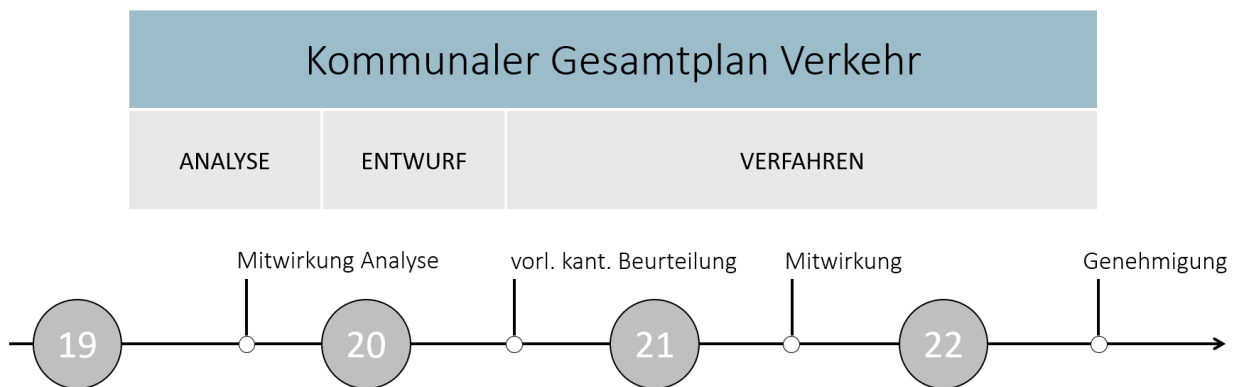 Kommunaler Gesamtplan Verkehr
ANALYSE
ENTWURF
VERFAHREN
Mitwirkung Analyse
vorl. kant. Beurteilung
Mitwirkung
Genehmigung
19
20
21
22